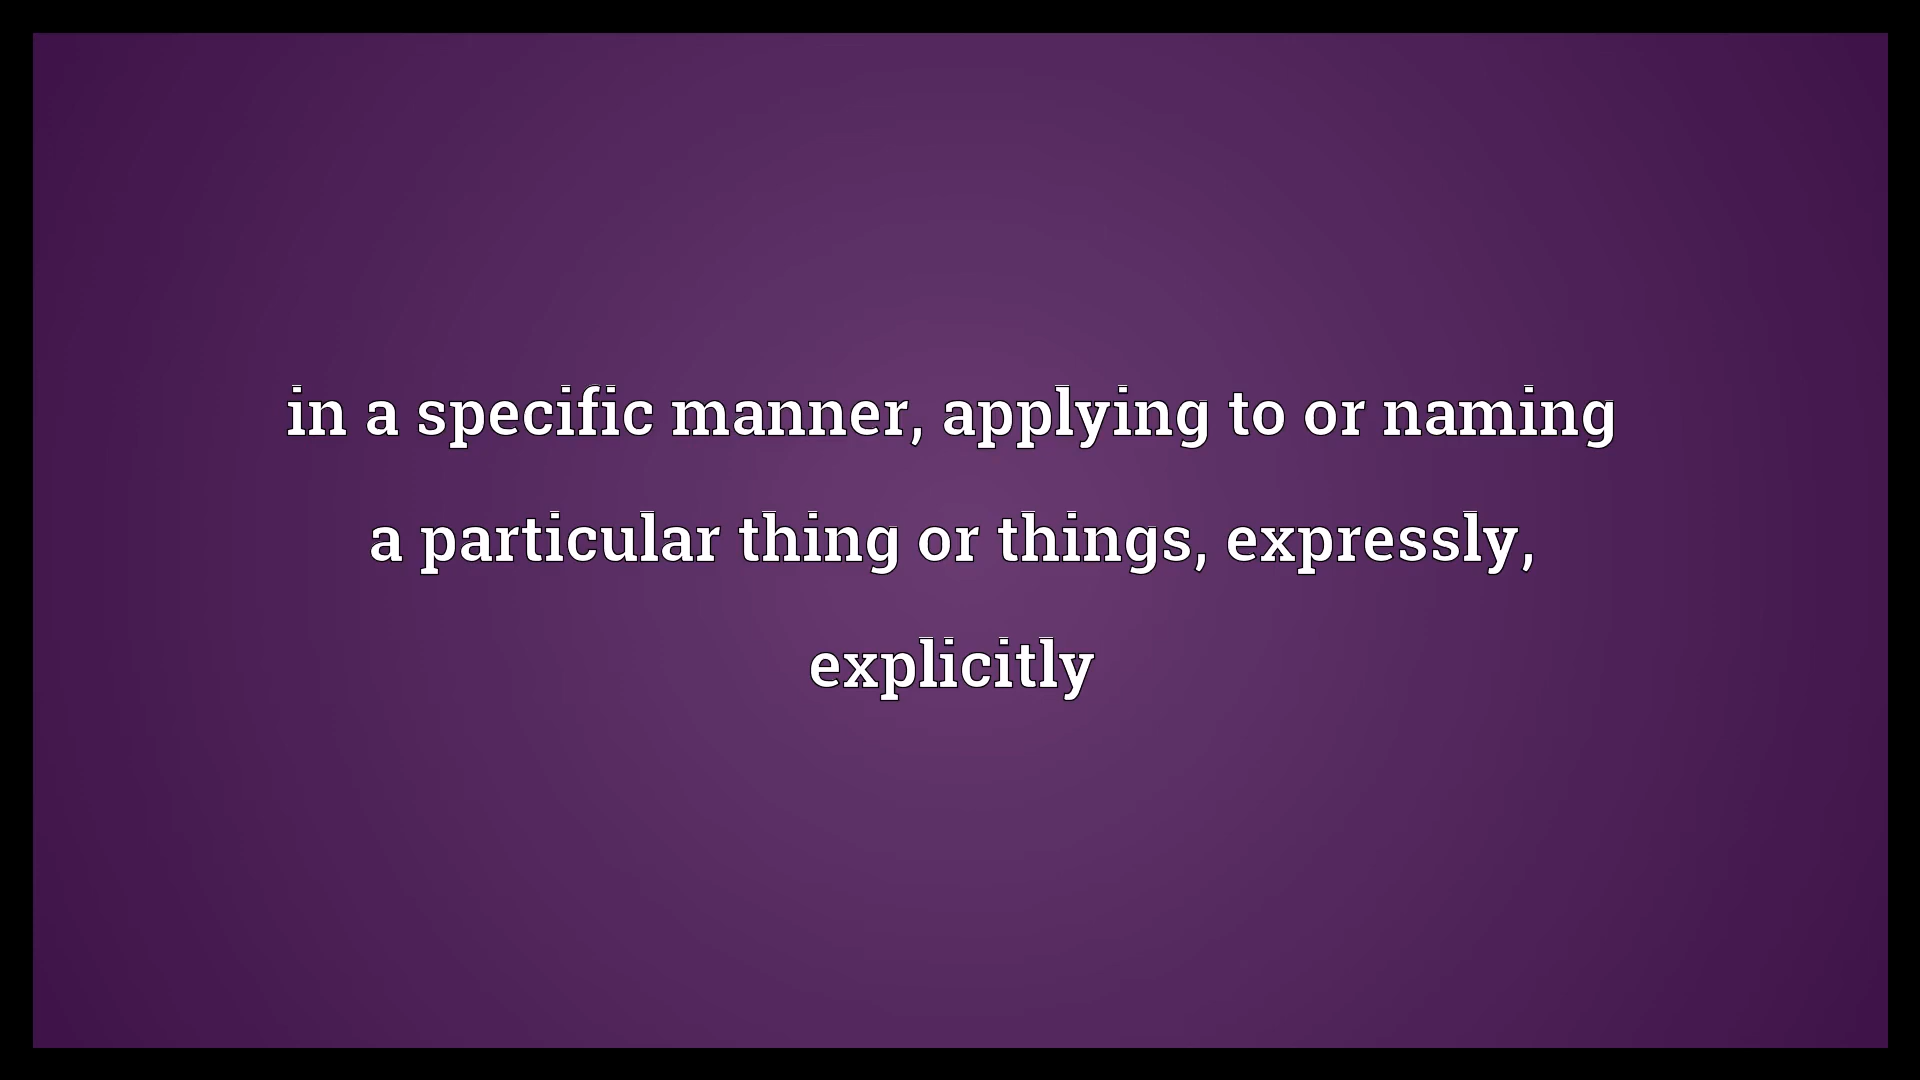 in a specific manner, applying to or naming
a particular thing or things, expressly,
explicitly